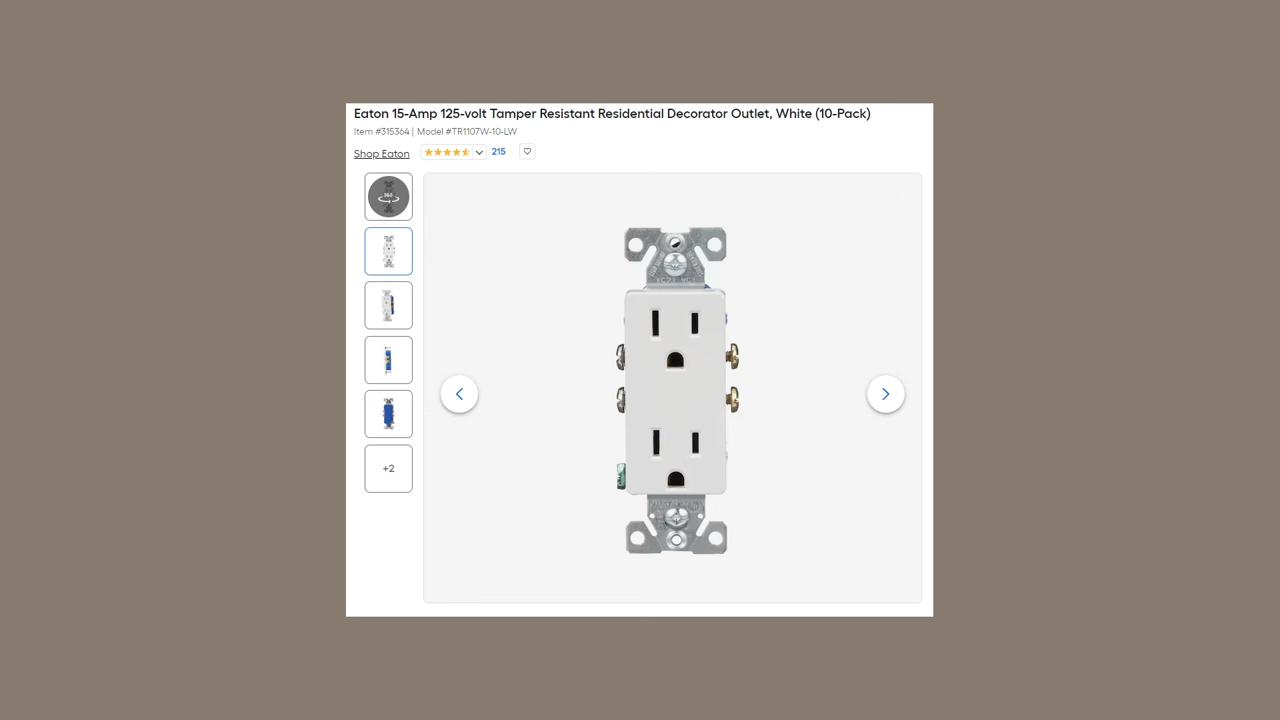 Eaton 15-Amp 125-volt Tamper Resistant Residential Decorator Outlet, White (10-Pack)
Item #315364 | Model #TR1107W-10-LW
Shop Eaton
215
360
+2